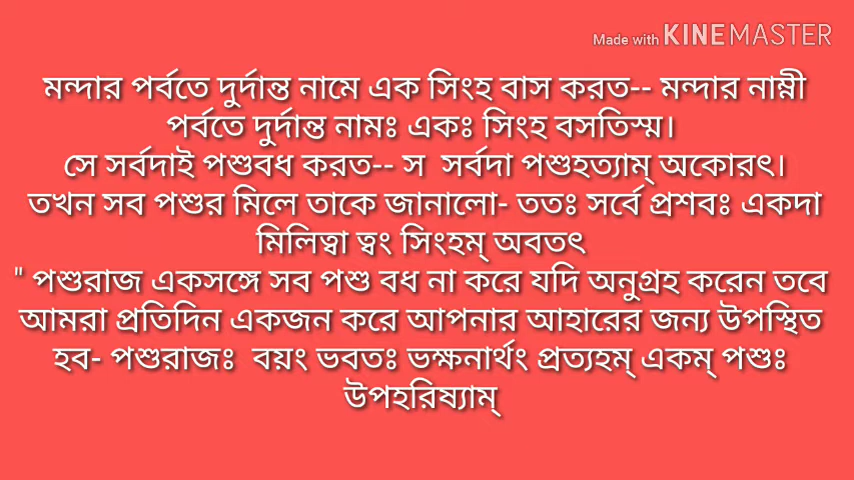 Made with KINEMASTER
মন্দার পর্বতে দুর্দান্ত নামে এক সিংহ বাস করত-- মন্দার নাম্নী
পর্বতে দুর্দান্ত নামঃ একঃ সিংহ বসতিস্ম।
সে সর্বদাই পশুবধ করত-- স সর্বদা পশুহত্যাম্ অকোরৎ।
তখন সব পশুর মিলে তাকে জানালো- ততঃ সর্বে প্রশবঃ একদা
মিলিত্বা ত্বং সিংহম্ অবতৎ
" পশুরাজ একসঙ্গে সব পশু বধ না করে যদি অনুগ্রহ করেন তবে
আমরা প্রতিদিন একজন করে আপনার আহারের জন্য উপস্থিত
হব- পশুরাজঃ বয়ং ভবতঃ ভক্ষনার্থং প্রত্যহম্ একম্ পশুঃ
উপহরিষ্যাম্